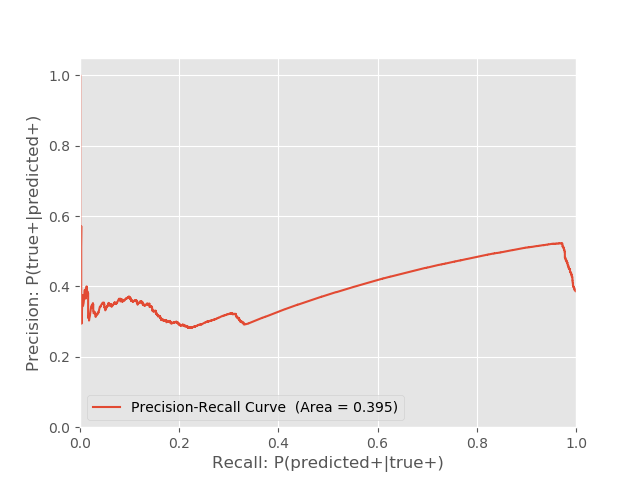 1.0
0.8
0.6
0.4
0.2
0.0
Precision: P(true+|predicted+)
Precision-Recall Curve  (Area = 0.395)
0.0 0.2 0.4 0.6 0.8 1.0
Recall: P(predicted+|true+)